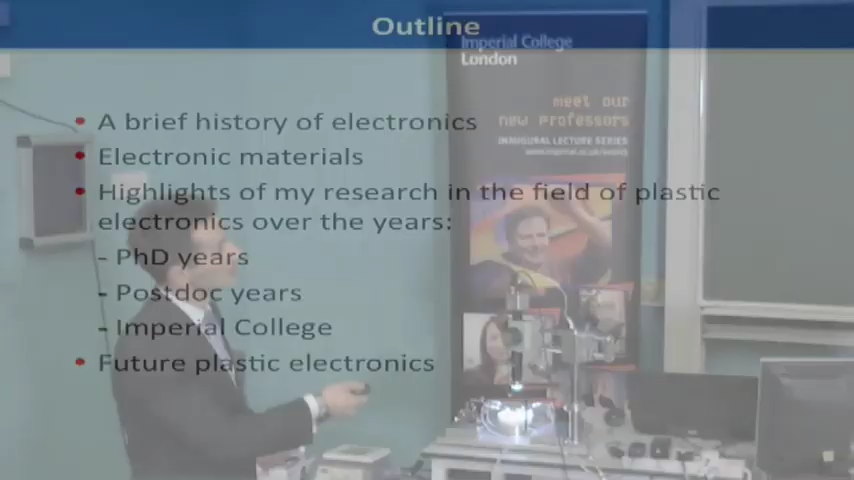 Outline
Imperial College
London
meet our
new professors
INAUGURAL LECTURE SERIES
• A brief history of electronics
• Electronic materials
• Highlights of my research in the field of plastic
electronics over the years:
- PhD years
- Postdoc years
- Imperial College
• Future plastic electronics